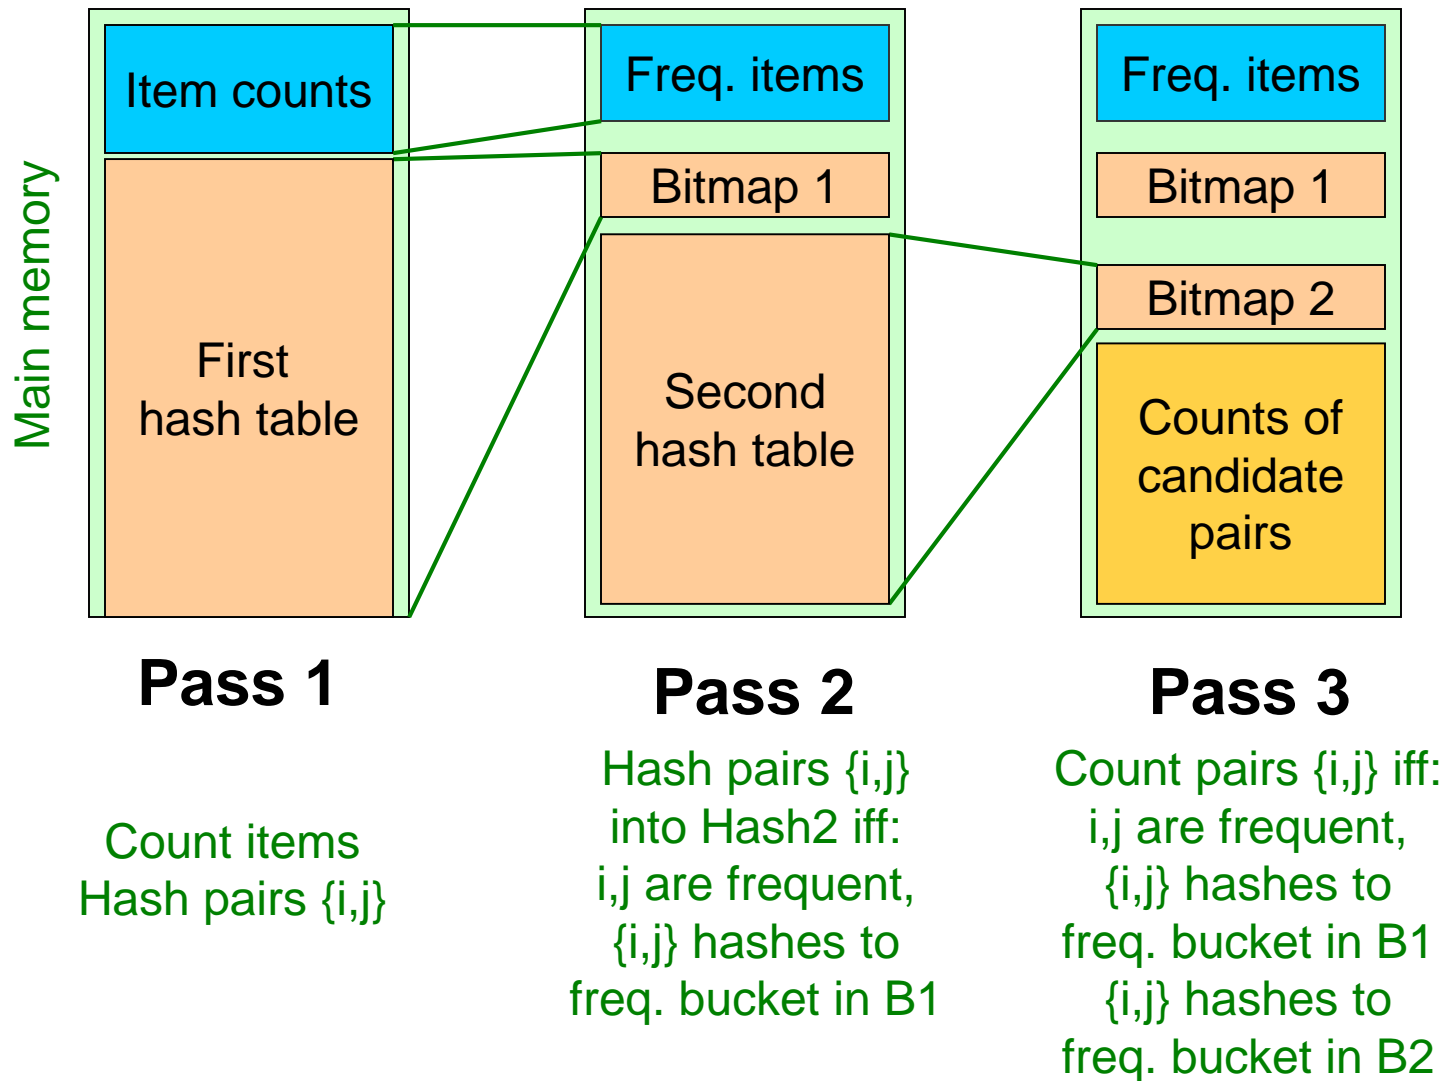 Main memory
Item counts
First
hash table
Pass 1
Count items
Hash pairs {i,j}
Freq. items
Bitmap 1
Second
hash table
Pass 2
Hash pairs {i,j}
into Hash2 iff:
i,j are frequent,
{i,j} hashes to
freq. bucket in B1
Freq. items
Bitmap 1
Bitmap 2
Counts of
candidate
pairs
Pass 3
Count pairs {i,j} iff:
i,j are frequent,
{i,j} hashes to
freq. bucket in B1
{i,j} hashes to
freq. bucket in B2